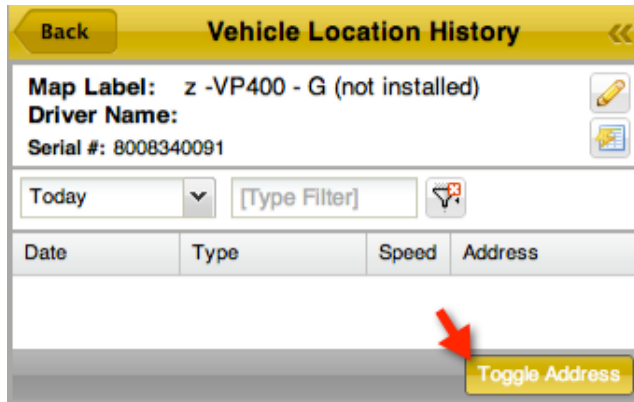 Back Vehicle Location History
Map Label: z -VP400 - G (not installed)
Driver Name:
Serial #: 8008340091
Today [Type Filter]
Date Type Speed Address
Toggle Address